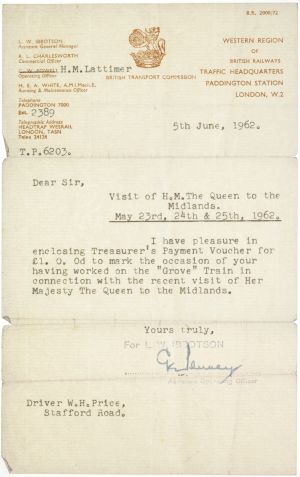 B.R. 2000/72
L. W. IBBOTSON
Assistant General Manager
R. L. CHARLESWORTH
Commercial Officer
H.M.Lattimer
Operating Officer
H. E. A. WHITE, A.M.I.Mech.E.
Running & Maintenance Officer
Telephone
PADDINGTON 7000
Ext. 2389
Telegraphic Address
HEADTRAF WESRAIL
LONDON, TASN
Telex 24126
BRITISH TRANSPORT COMMISSION
WESTERN REGION
OF
BRITISH RAILWAYS
TRAFFIC HEADQUARTERS
PADDINGTON STATION
LONDON, W.2
5th June, 1962.
T.P.6203.
Dear Sir,
Visit of H.M.The Queen to the
Midlands.
May 23rd, 24th & 25th, 1962.
I have pleasure in
enclosing Treasurer's Payment Voucher for
£1. 0. 0d to mark the occasion of your
having worked on the "Grove" Train in
connection with the recent visit of Her
Majesty The Queen to the Midlands.
Yours truly,
For L. W. IBBOTSON
Operating Officer
Driver W.H.Price,
Stafford Road.